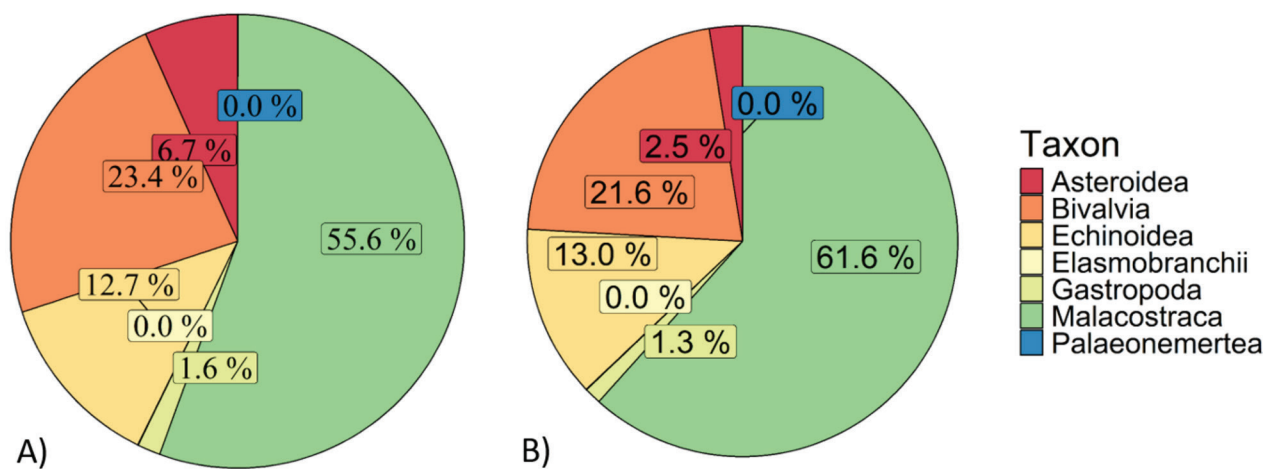 0.0 %
6.7 %
23.4 %
55.6 %
12.7 %
0.0 %
1.6 %
A)
0.0 %
2.5 %
21.6 %
13.0 %
61.6 %
0.0 %
1.3 %
B)
Taxon
Asteroidea
Bivalvia
Echinoidea
Elasmobranchii
Gastropoda
Malacostraca
Palaeonemertea